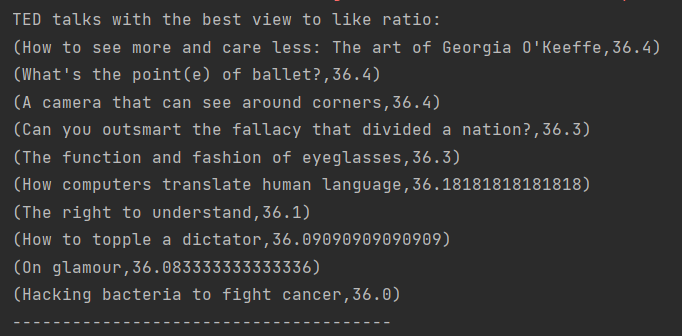 TED talks with the best view to like ratio:
(How to see more and care less: The art of Georgia O'Keeffe,36.4)
(What's the point(e) of ballet?,36.4)
(A camera that can see around corners,36.4)
(Can you outsmart the fallacy that divided a nation?,36.3)
(The function and fashion of eyeglasses,36.3)
(How computers translate human language,36.18181818181818)
(The right to understand,36.1)
(How to topple a dictator,36.09090909090909)
(On glamour,36.083333333333336)
(Hacking bacteria to fight cancer,36.0)
--------------------------------------